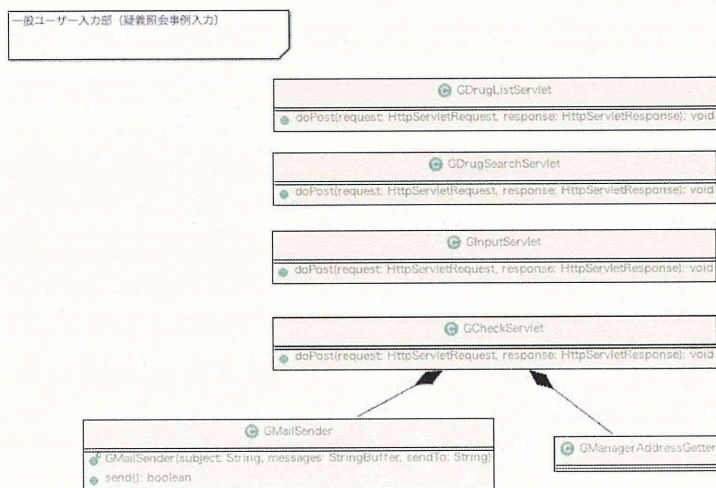 一般ユーザー入力部（疑義照会事例入力）
C GDrugListServlet
doPost(request: HttpServletRequest, response: HttpServletResponse): void
C GDrugSearchServlet
doPost(request: HttpServletRequest, response: HttpServletResponse): void
C GInputServlet
doPost(request: HttpServletRequest, response: HttpServletResponse): void
C GCheckServlet
doPost(request: HttpServletRequest, response: HttpServletResponse): void
C GMailSender
GMailSender(subject: String, messages: StringBuffer, sendTo: String)
send(): boolean
C GManagerAddressGetter